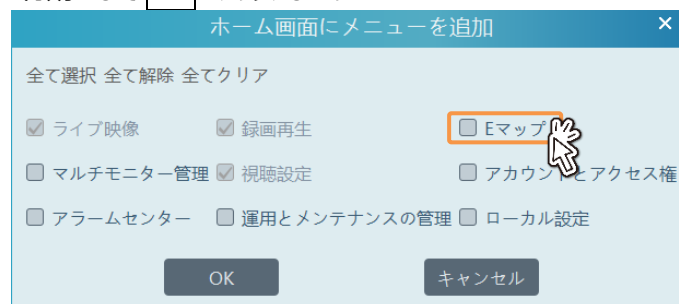 ホーム画面にメニューを追加 ×
全て選択 全て解除 全てクリア
ライブ映像 録画再生 Eマップ
マルチモニター管理 視聴設定 アカウントとアクセス権
アラームセンター 運用とメンテナンスの管理 ローカル設定
OK キャンセル